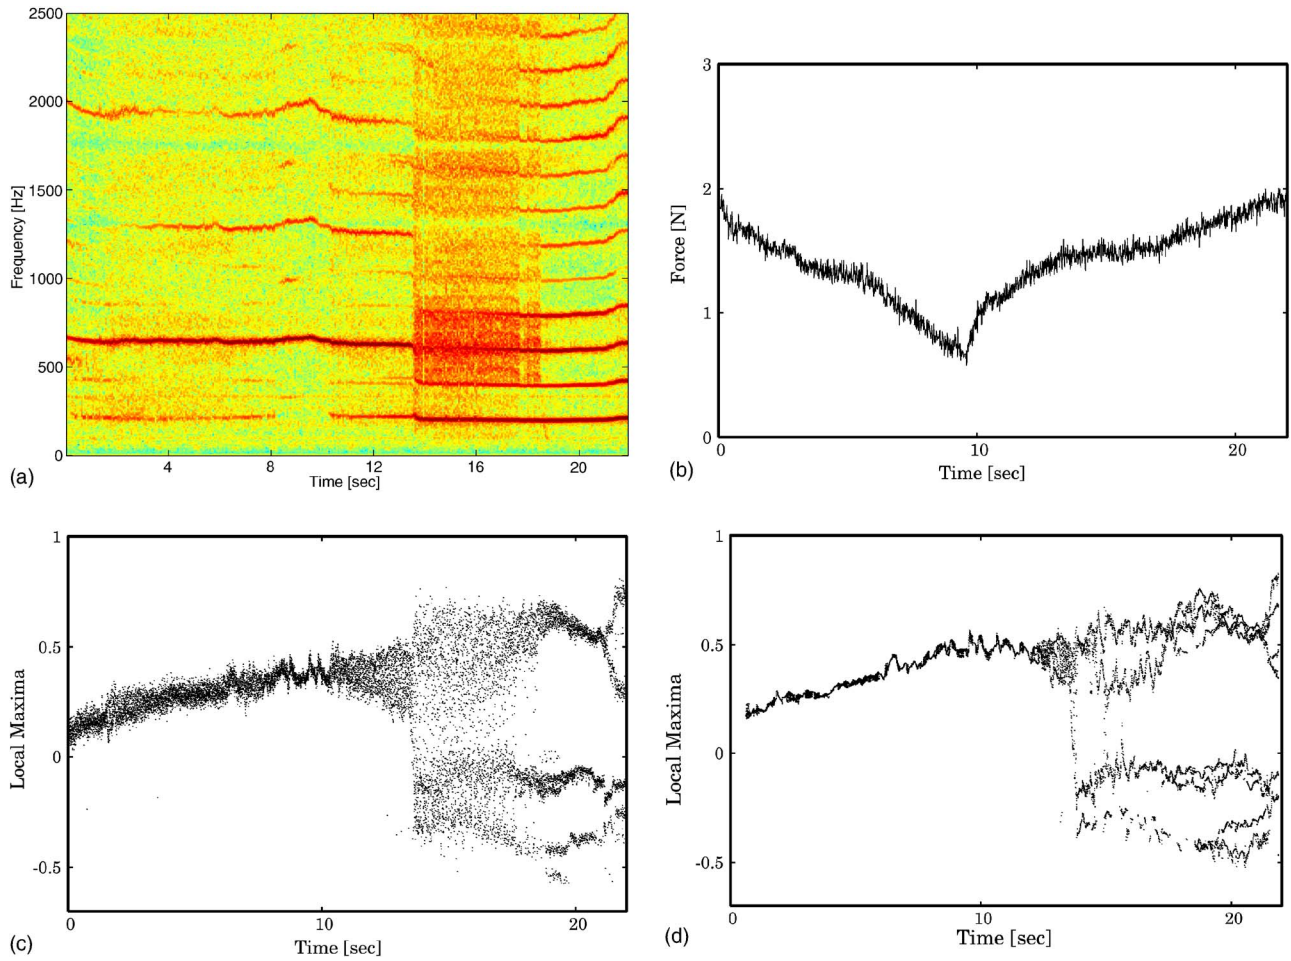 2500
2000
1500
1000
500
0
Frequency [Hz]
4 8 12 16 20
Time [sec]
(a)
3
2
1
0
Force [N]
0 10 20
Time [sec]
(b)
1
0.5
0
-0.5
Local Maxima
0 10 20
Time [sec]
(c)
1
0.5
0
-0.5
Local Maxima
0 10 20
Time [sec]
(d)